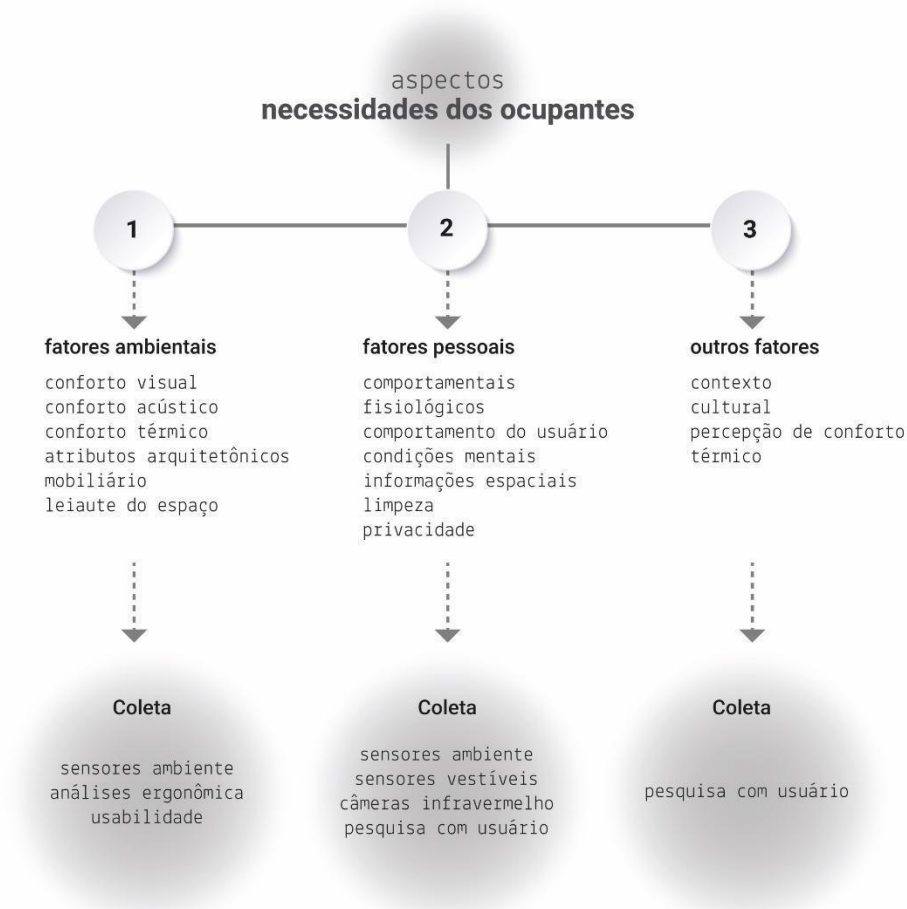 aspectos
necessidades dos ocupantes
1
2
3
fatores ambientais
conforto visual
conforto acústico
conforto térmico
atributos arquitetônicos
mobiliário
leiaute do espaço
fatores pessoais
comportamentais
fisiológicos
comportamento do usuário
condições mentais
informações espaciais
limpeza
privacidade
outros fatores
contexto
cultural
percepção de conforto
térmico
Coleta
sensores ambiente
análises ergonômica
usabilidade
Coleta
sensores ambiente
sensores vestíveis
câmeras infravermelho
pesquisa com usuário
Coleta
pesquisa com usuário